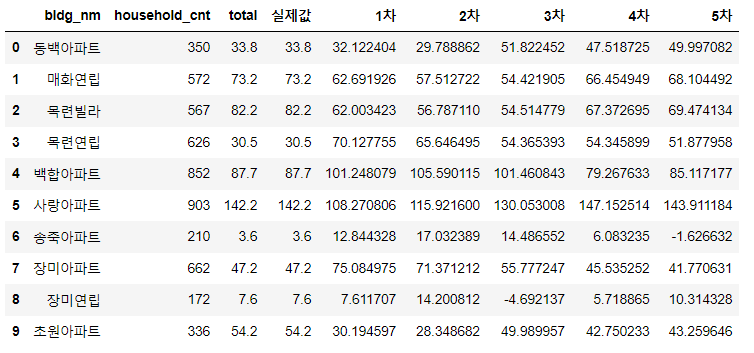 bldg_nm household_cnt total 실제값 1차 2차 3차 4차 5차
0 동백아파트 350 33.8 33.8 32.122404 29.788862 51.822452 47.518725 49.997082
1 매화연립 572 73.2 73.2 62.691926 57.512722 54.421905 66.454949 68.104492
2 목련빌라 567 82.2 82.2 62.003423 56.787110 54.514779 67.372695 69.474134
3 목련연립 626 30.5 30.5 70.127755 65.646495 54.365393 54.345899 51.877958
4 백합아파트 852 87.7 87.7 101.248079 105.590115 101.460843 79.267633 85.117177
5 사랑아파트 903 142.2 142.2 108.270806 115.921600 130.053008 147.152514 143.911184
6 송죽아파트 210 3.6 3.6 12.844328 17.032389 14.486552 6.083235 -1.626632
7 장미아파트 662 47.2 47.2 75.084975 71.371212 55.777247 45.535252 41.770631
8 장미연립 172 7.6 7.6 7.611707 14.200812 -4.692137 5.718865 10.314328
9 초원아파트 336 54.2 54.2 30.194597 28.348682 49.989957 42.750233 43.259646